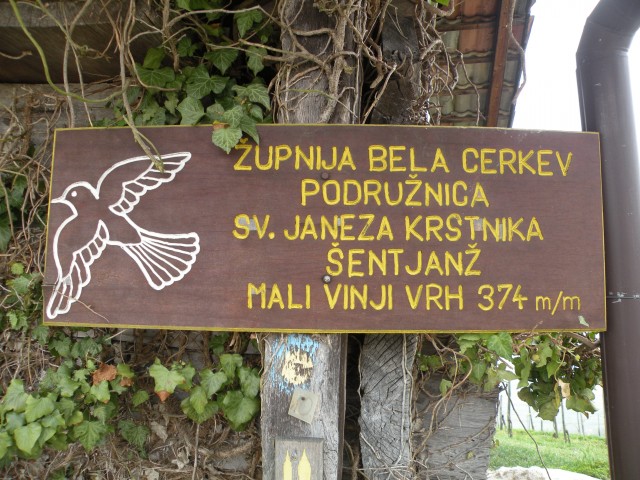 ŽUPNIJA BELA CERKEV
PODRUŽNICA
SV. JANEZA KRSTNIKA
ŠENTJANŽ
MALI VINJI VRH 374 m/m